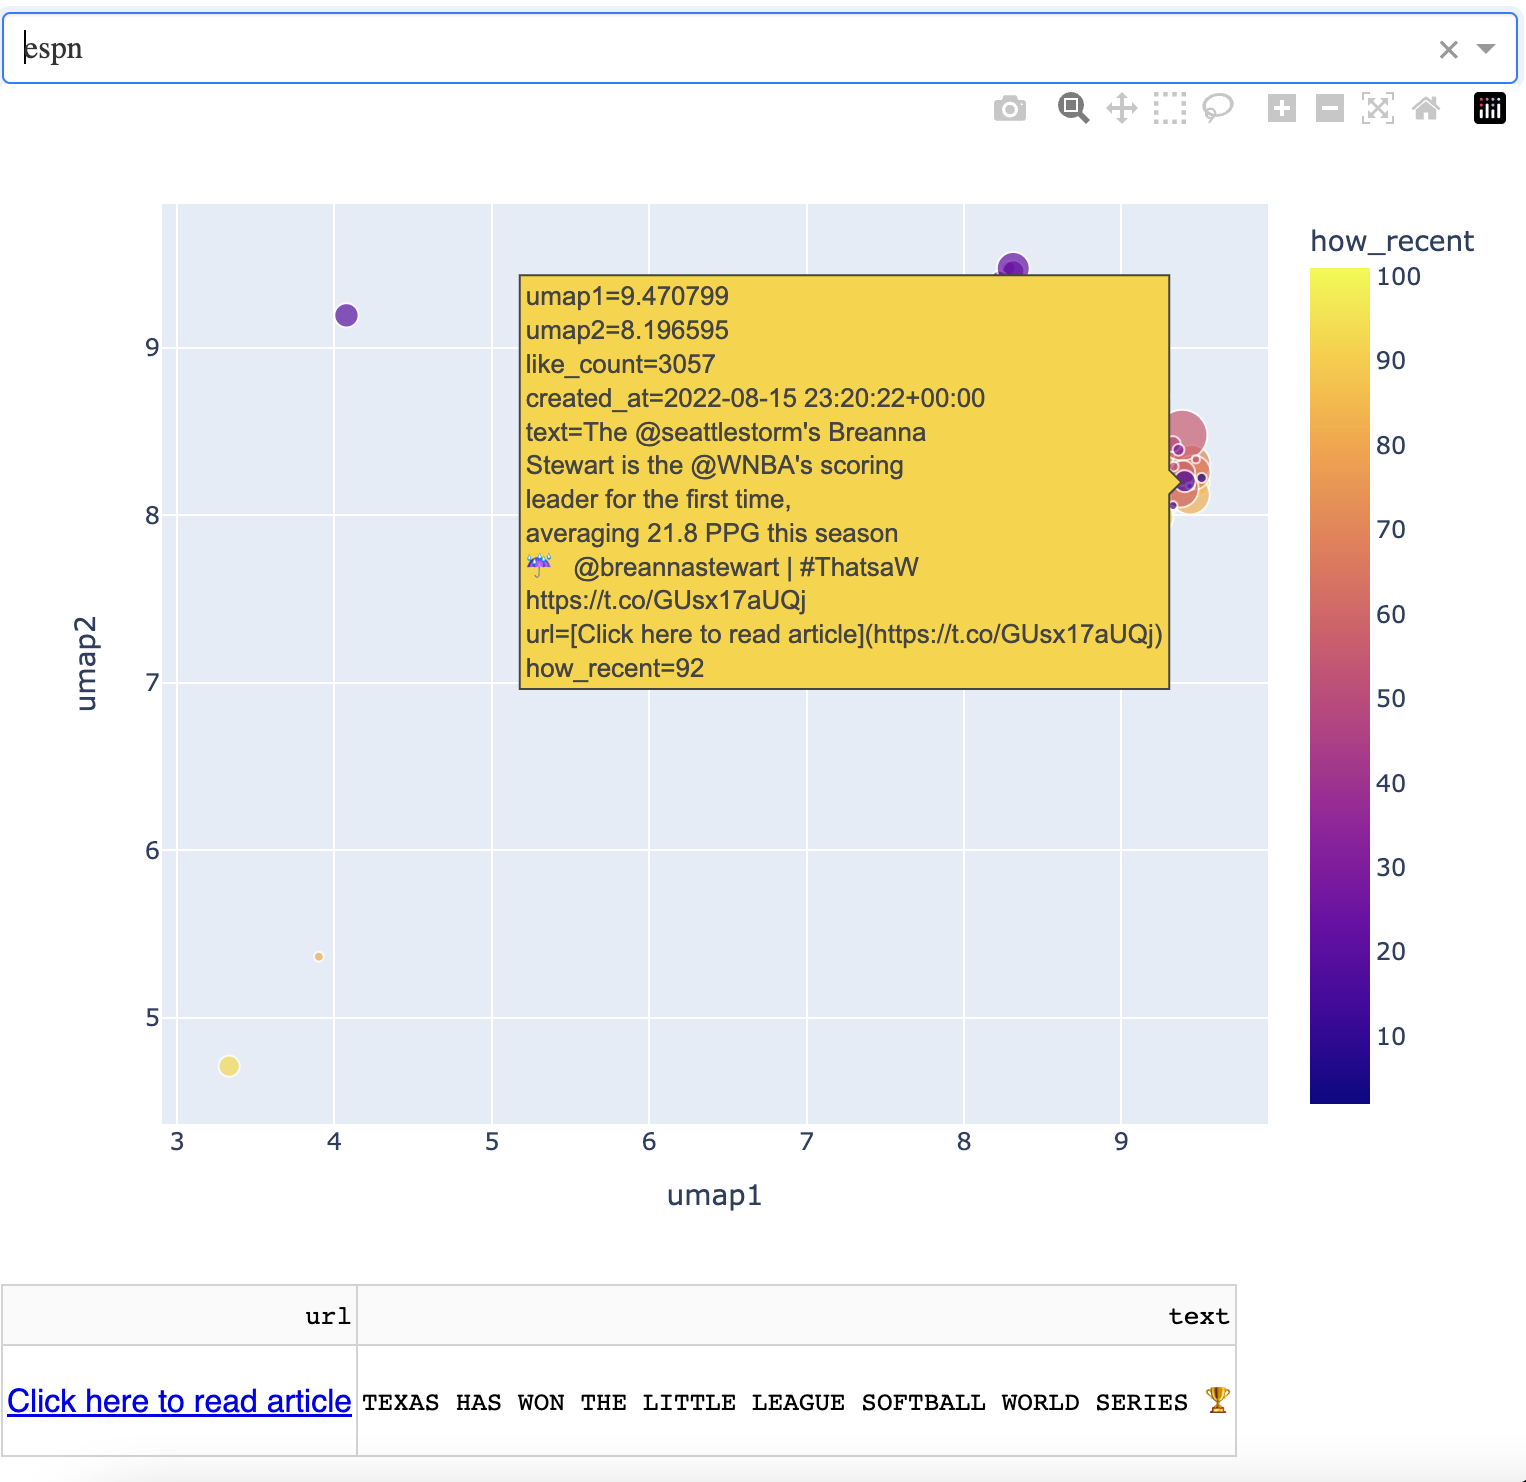 espn
how_recent
100
90
80
70
60
50
40
30
20
10
umap2
9
8
7
6
5
umap1=9.470799
umap2=8.196595
like_count=3057
created_at=2022-08-15 23:20:22+00:00
text=The @seattlestorm's Breanna
Stewart is the @WNBA's scoring
leader for the first time,
averaging 21.8 PPG this season
☔ @breannastewart | #ThatsaW
https://t.co/GUsx17aUQj
url=[Click here to read article](https://t.co/GUsx17aUQj)
how_recent=92
3 4 5 6 7 8 9
umap1
url text
Click here to read article TEXAS HAS WON THE LITTLE LEAGUE SOFTBALL WORLD SERIES 🏆